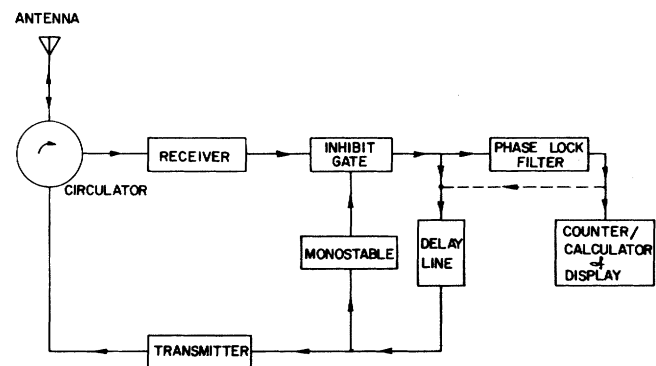 ANTENNA
CIRCULATOR
RECEIVER
INHIBIT
GATE
PHASE LOCK
FILTER
MONOSTABLE
DELAY
LINE
COUNTER/
CALCULATOR
&
DISPLAY
TRANSMITTER